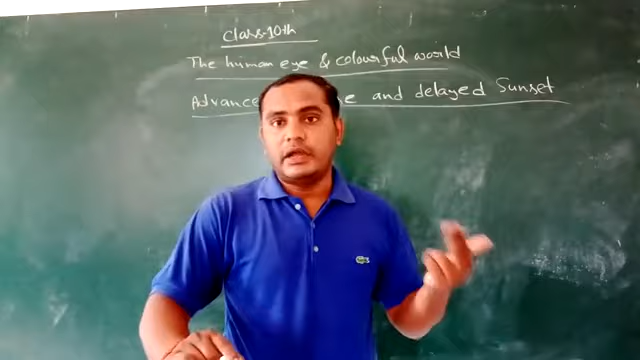 Class-10th
The human eye & colourful world
Advance e and delayed Sunset